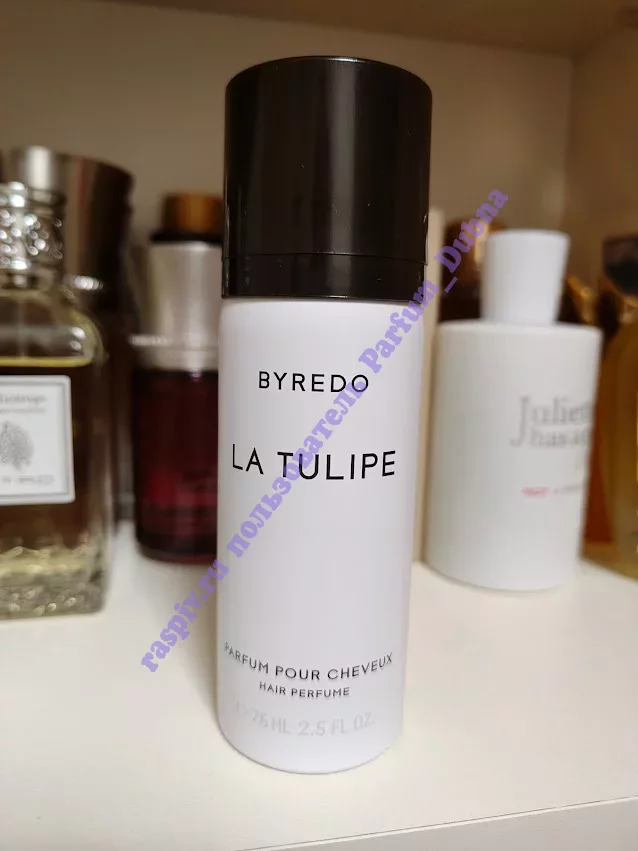 BYREDO
LA TULIPE
PARFUM POUR CHEVEUX
HAIR PERFUME
75 ML 2.5 FL OZ.
raspiv.ru пользователь Parfum_Dubna
Juliet
has a